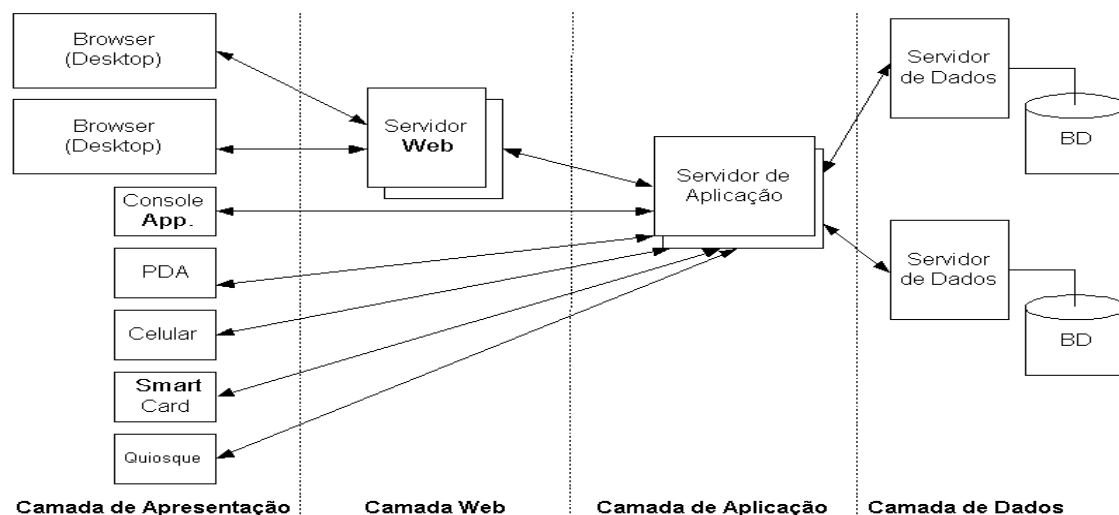 Browser
(Desktop)
Browser
(Desktop)
Console
App.
PDA
Celular
Smart
Card
Quiosque
Servidor
Web
Servidor de
Aplicação
Servidor
de Dados
BD
Servidor
de Dados
BD
Camada de Apresentação
Camada Web
Camada de Aplicação
Camada de Dados